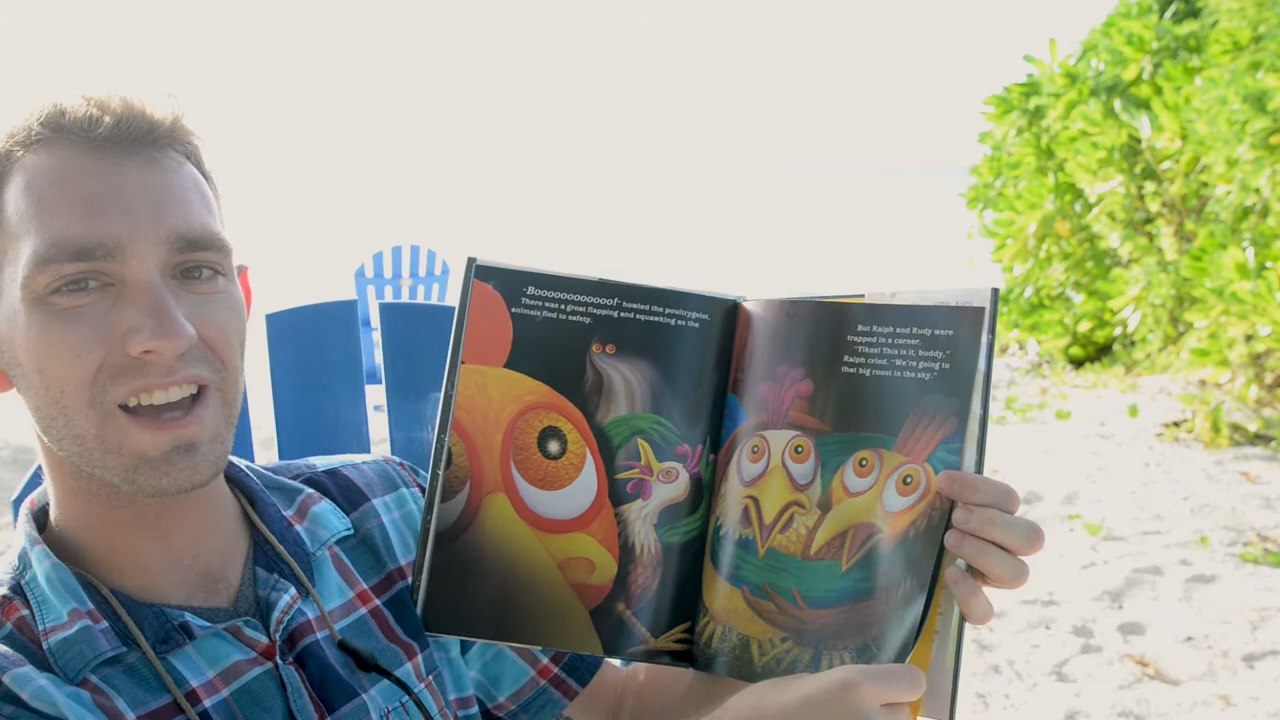 -Boooooooooooof- howled the poultrygeist.
There was a great flapping and squawking as the
animals fled to safety.
But Ralph and Rudy were
trapped in a corner.
"Yikes! This is it, buddy,"
Ralph cried. "We're going to
that big roost in the sky."